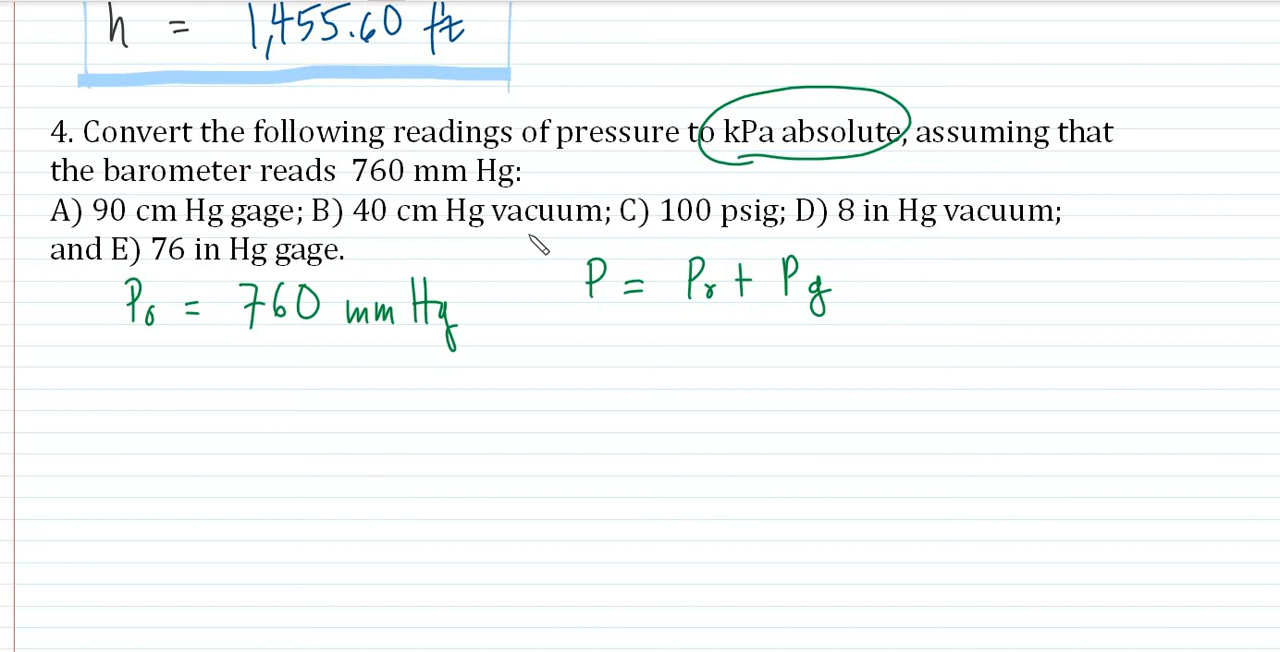 h = 1,455.60 ft
4. Convert the following readings of pressure to kPa absolute, assuming that
the barometer reads 760 mm Hg:
A) 90 cm Hg gage; B) 40 cm Hg vacuum; C) 100 psig; D) 8 in Hg vacuum;
and E) 76 in Hg gage.
P₀ = 760 mm Hg
P = P₀ + Pg